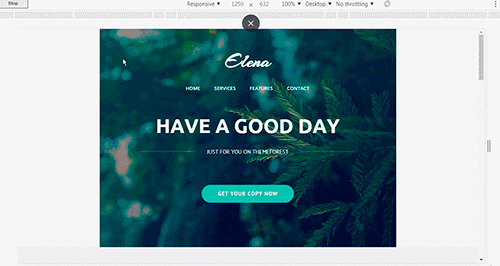 Responsive 1259 x 632 100% Desktop No throttling
Elena
HOME SERVICES FEATURES CONTACT
HAVE A GOOD DAY
JUST FOR YOU ON THEMEFOREST
GET YOUR COPY NOW